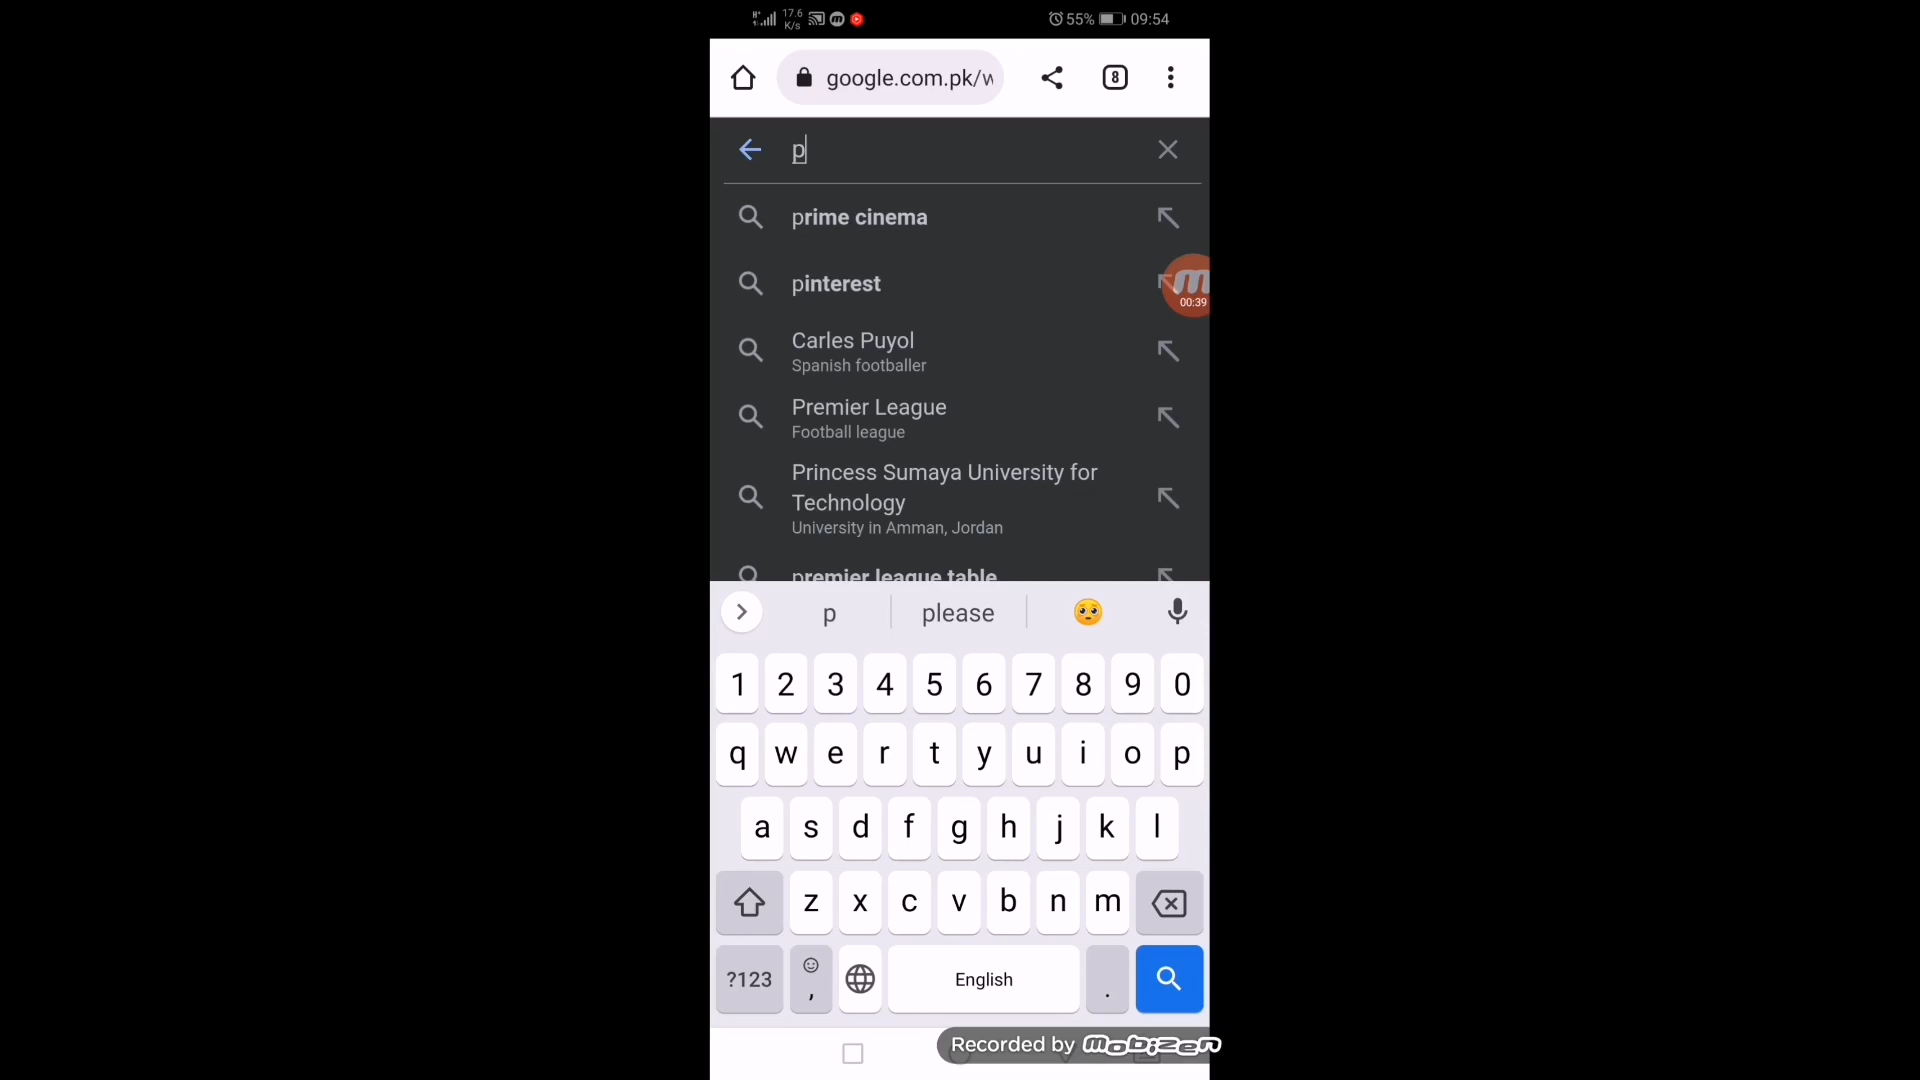 17.6
K/s
55%
09:54
google.com.pk/w
8
p
prime cinema
pinterest
00:39
Carles Puyol
Spanish footballer
Premier League
Football league
Princess Sumaya University for
Technology
University in Amman, Jordan
premier league table
p please
1 2 3 4 5 6 7 8 9 0
q w e r t y u i o p
a s d f g h j k l
z x c v b n m
?123 , English .
Recorded by mobizen